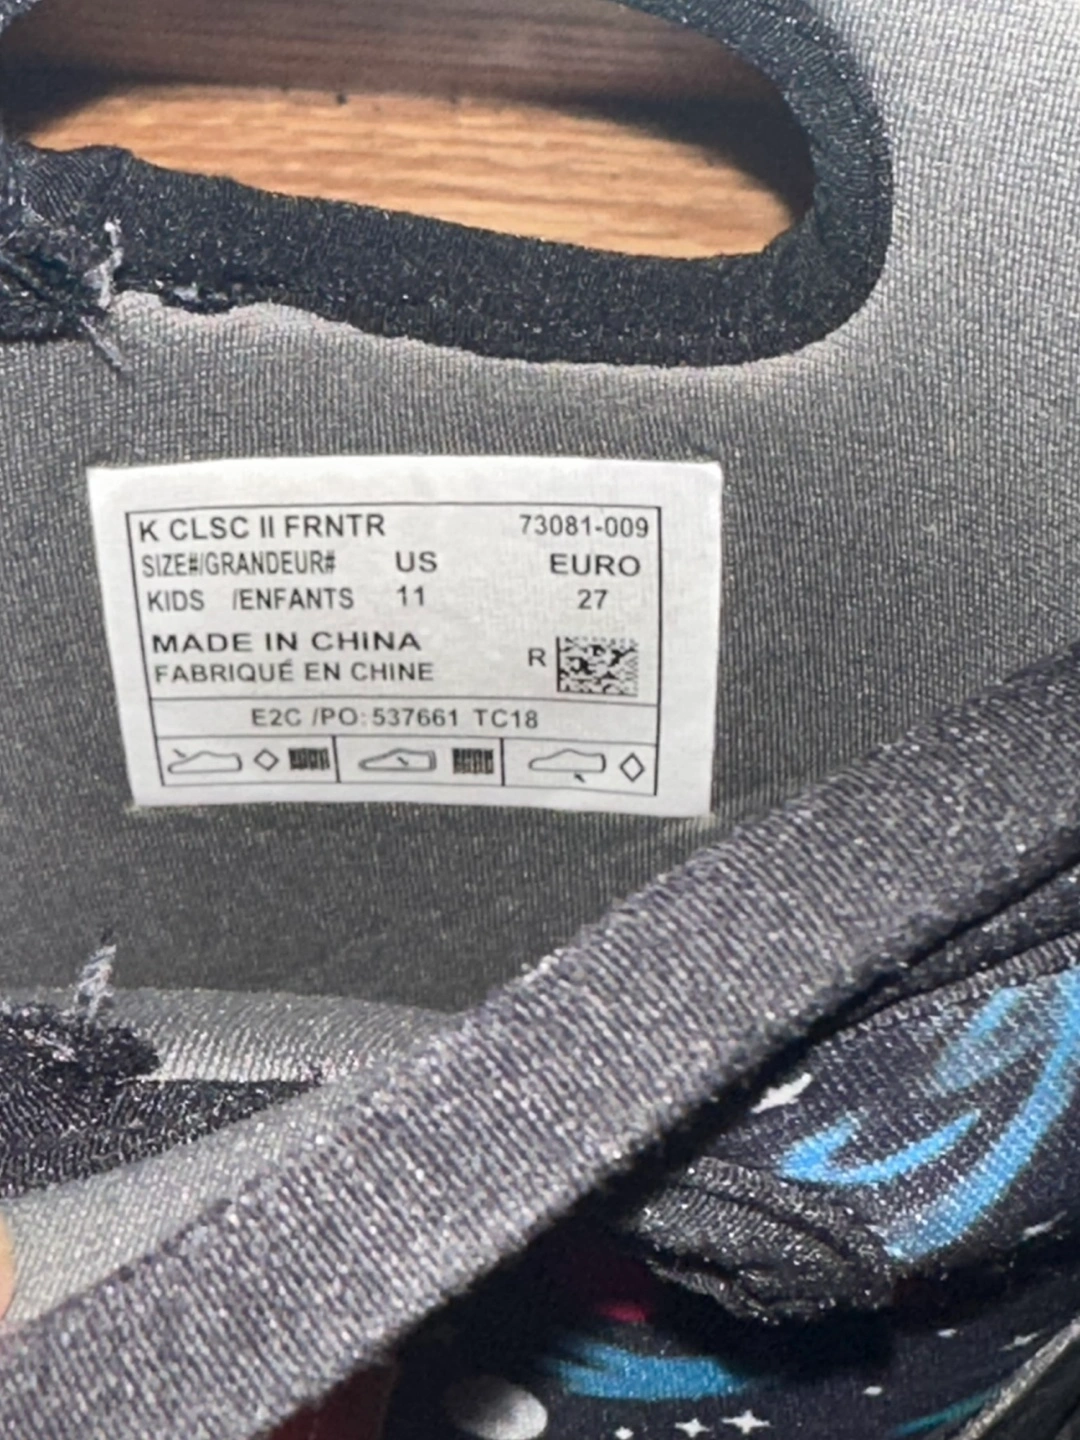 K CLSC II FRNTR 73081-009
SIZE#/GRANDEUR# US EURO
KIDS /ENFANTS 11 27
MADE IN CHINA
FABRIQUÉ EN CHINE R
E2C /PO: 537661 TC18